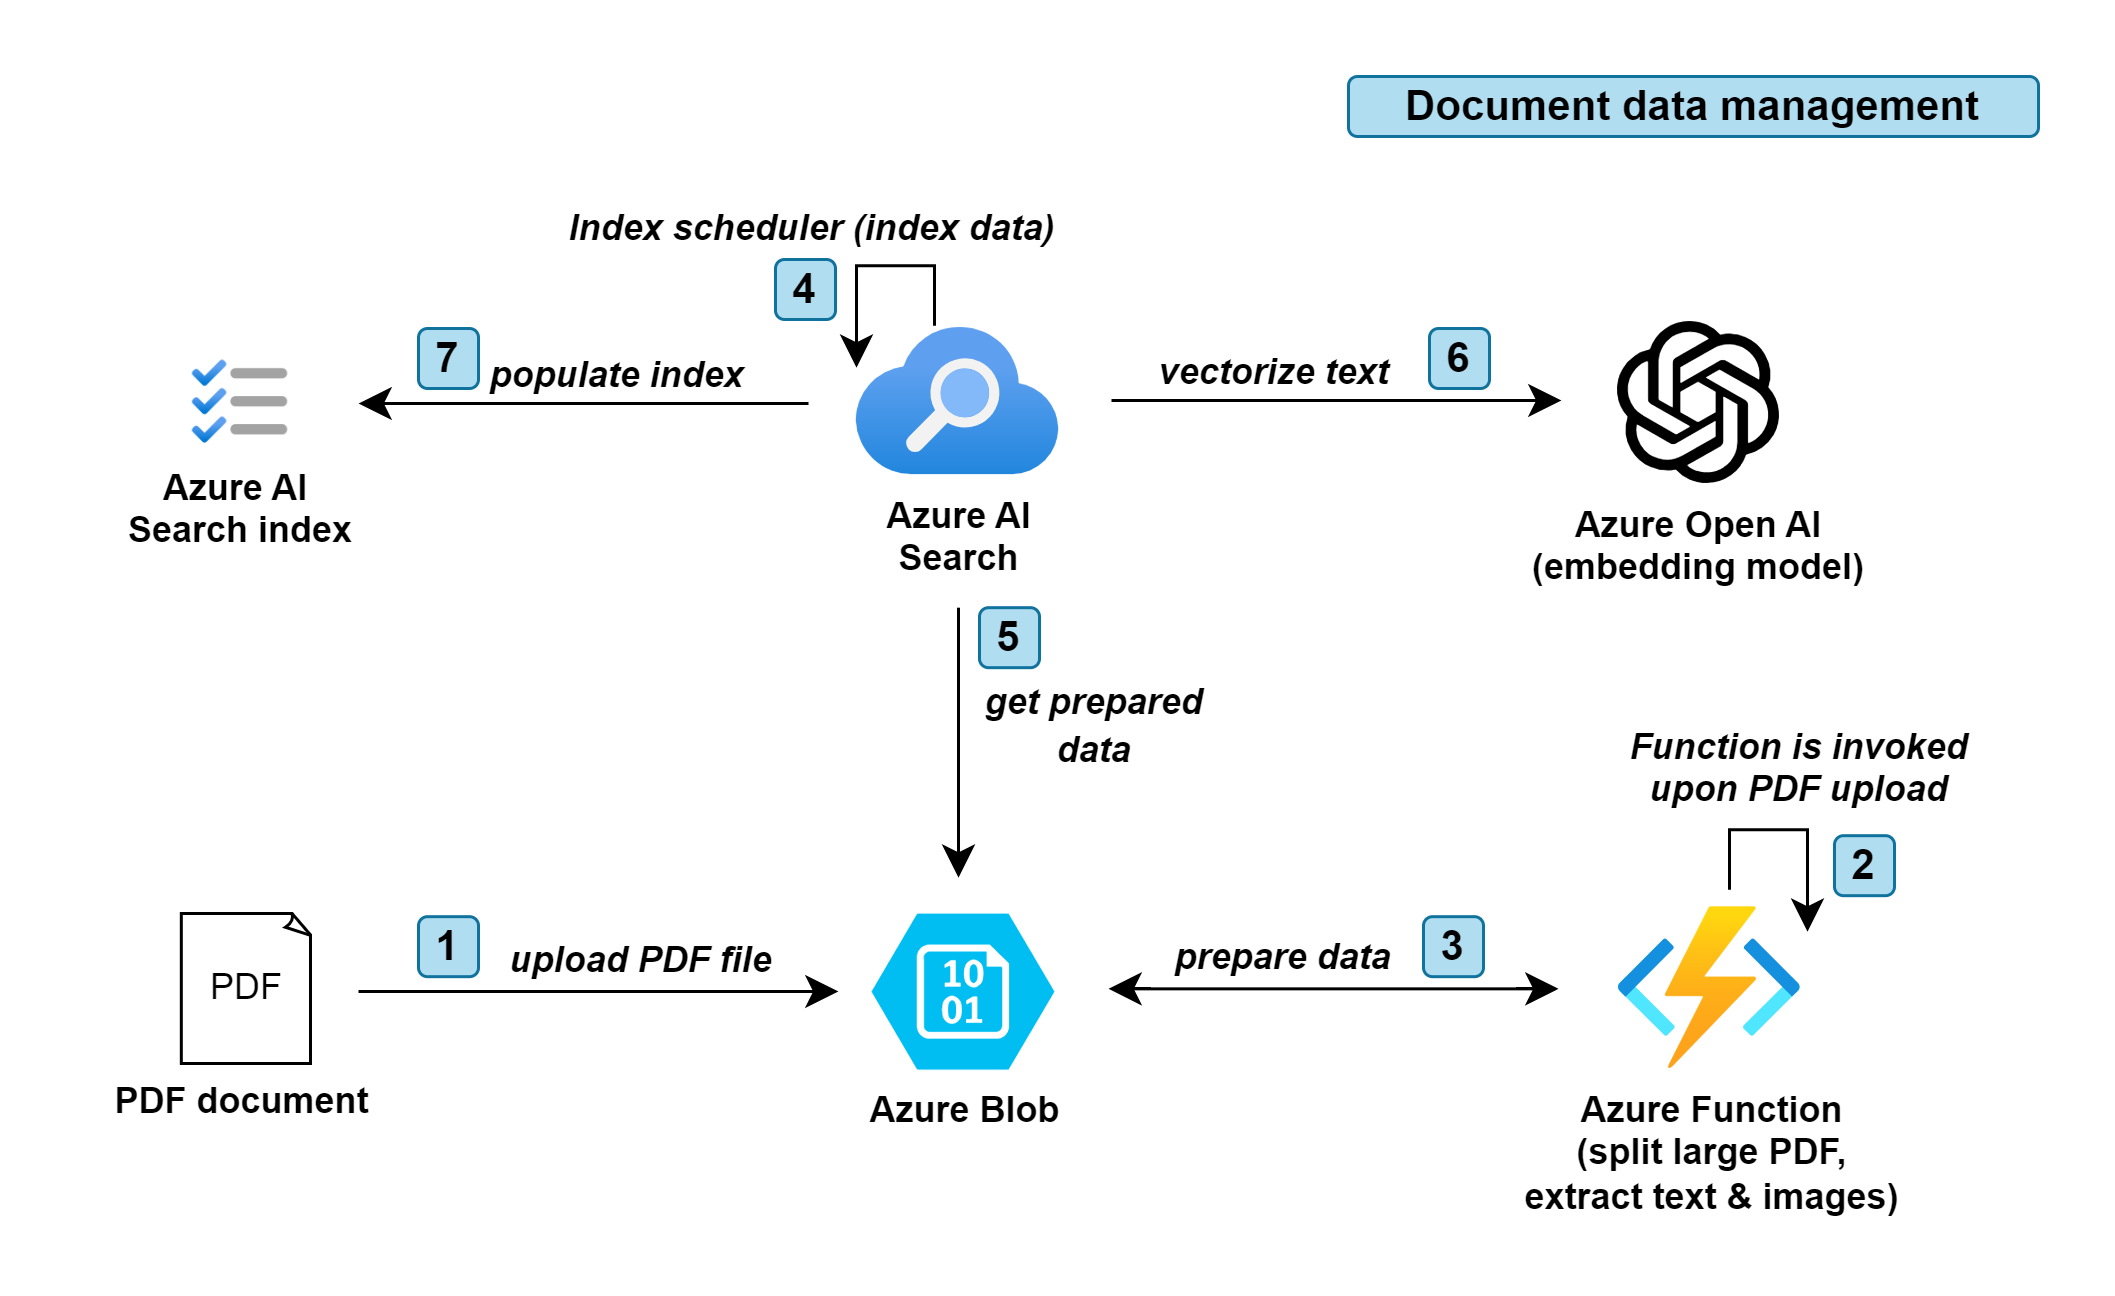 Document data management
Index scheduler (index data)
4
7
populate index
vectorize text
6
Azure AI
Search index
Azure AI
Search
Azure Open AI
(embedding model)
5
get prepared
data
Function is invoked
upon PDF upload
2
1
upload PDF file
prepare data
3
PDF
10
01
PDF document
Azure Blob
Azure Function
(split large PDF,
extract text & images)